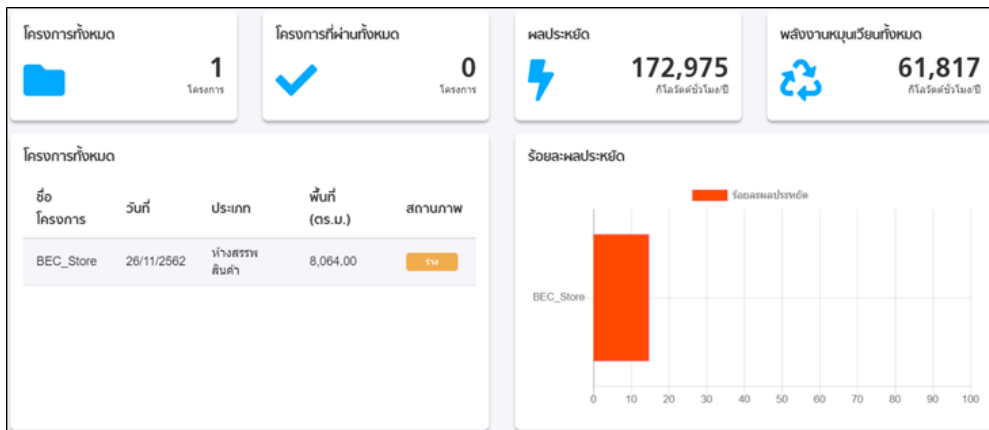 โครงการทั้งหมด
1
โครงการ
โครงการที่ผ่านทั้งหมด
0
โครงการ
ผลประหยัด
172,975
กิโลวัตต์ชั่วโมง/ปี
พลังงานหมุนเวียนทั้งหมด
61,817
กิโลวัตต์ชั่วโมง/ปี
โครงการทั้งหมด
ชื่อ
โครงการ
วันที่
ประเภท
พื้นที่
(ตร.ม.)
สถานภาพ
BEC_Store
26/11/2562
ห้างสรรพ
สินค้า
8,064.00
ร่าง
ร้อยละผลประหยัด
ร้อยละผลประหยัด
BEC_Store
0 10 20 30 40 50 60 70 80 90 100